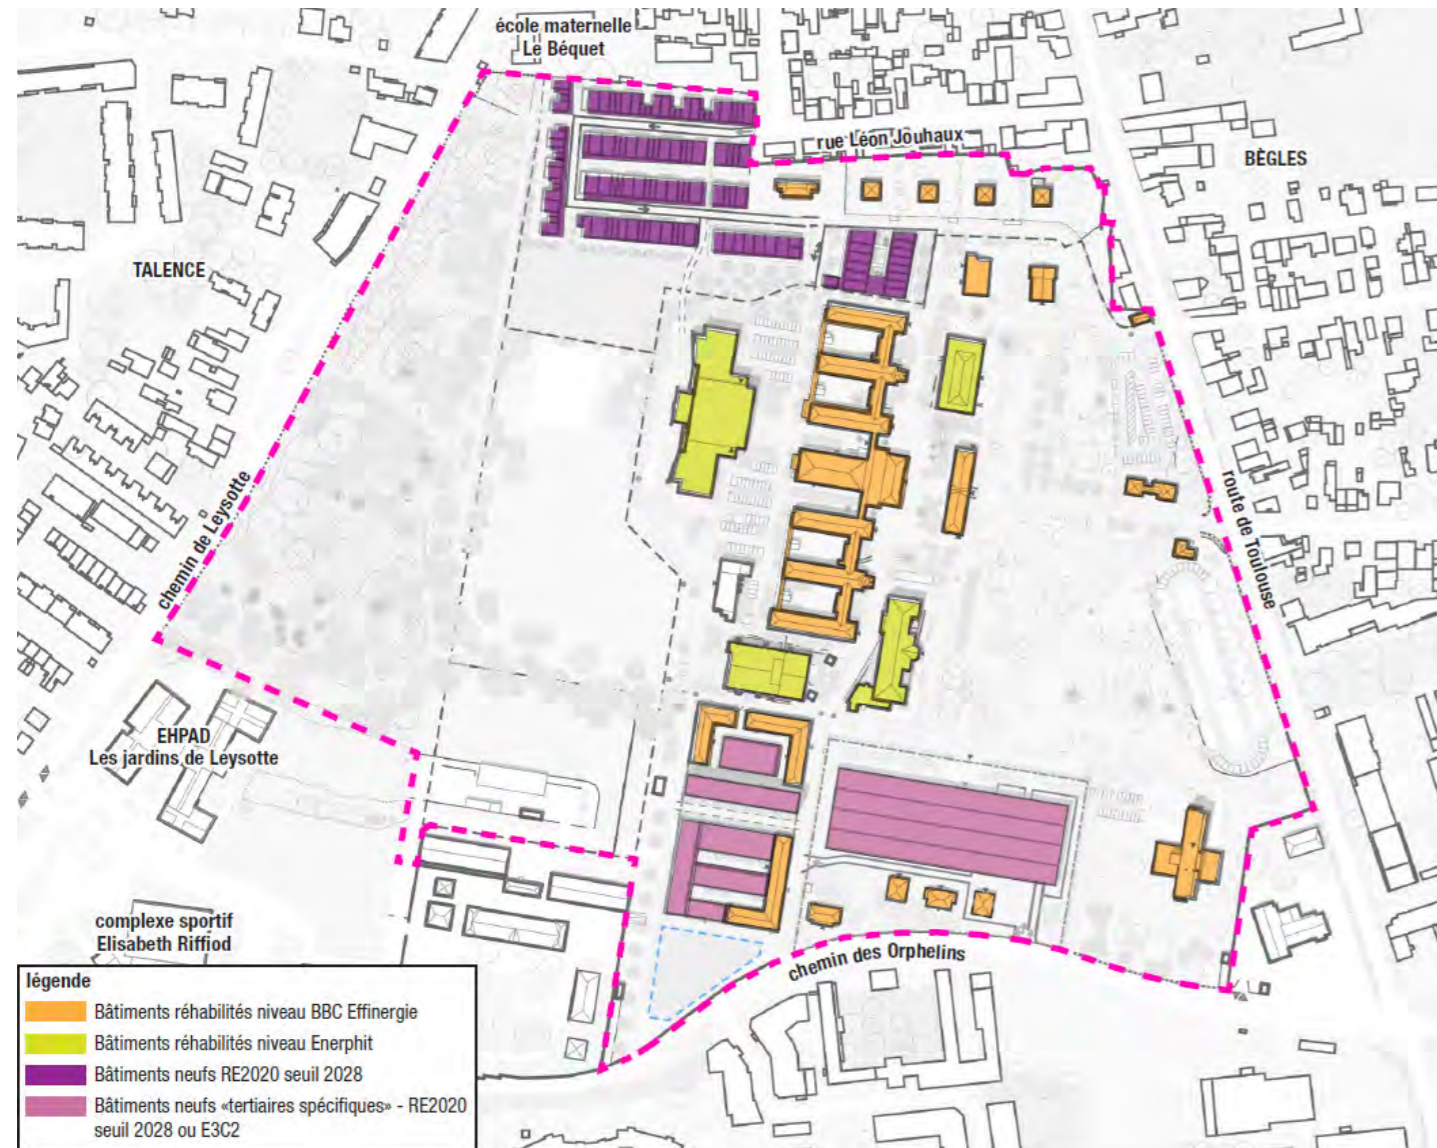 école maternelle
Le Béquet
rue Léon Jouhaux
BÈGLES
TALENCE
chemin de Leysotte
route de Toulouse
EHPAD
Les jardins de Leysotte
complexe sportif
Elisabeth Riffiod
chemin des Orphelins
légende
Bâtiments réhabilités niveau BBC Effinergie
Bâtiments réhabilités niveau Enerphit
Bâtiments neufs RE2020 seuil 2028
Bâtiments neufs «tertiaires spécifiques» - RE2020
seuil 2028 ou E3C2